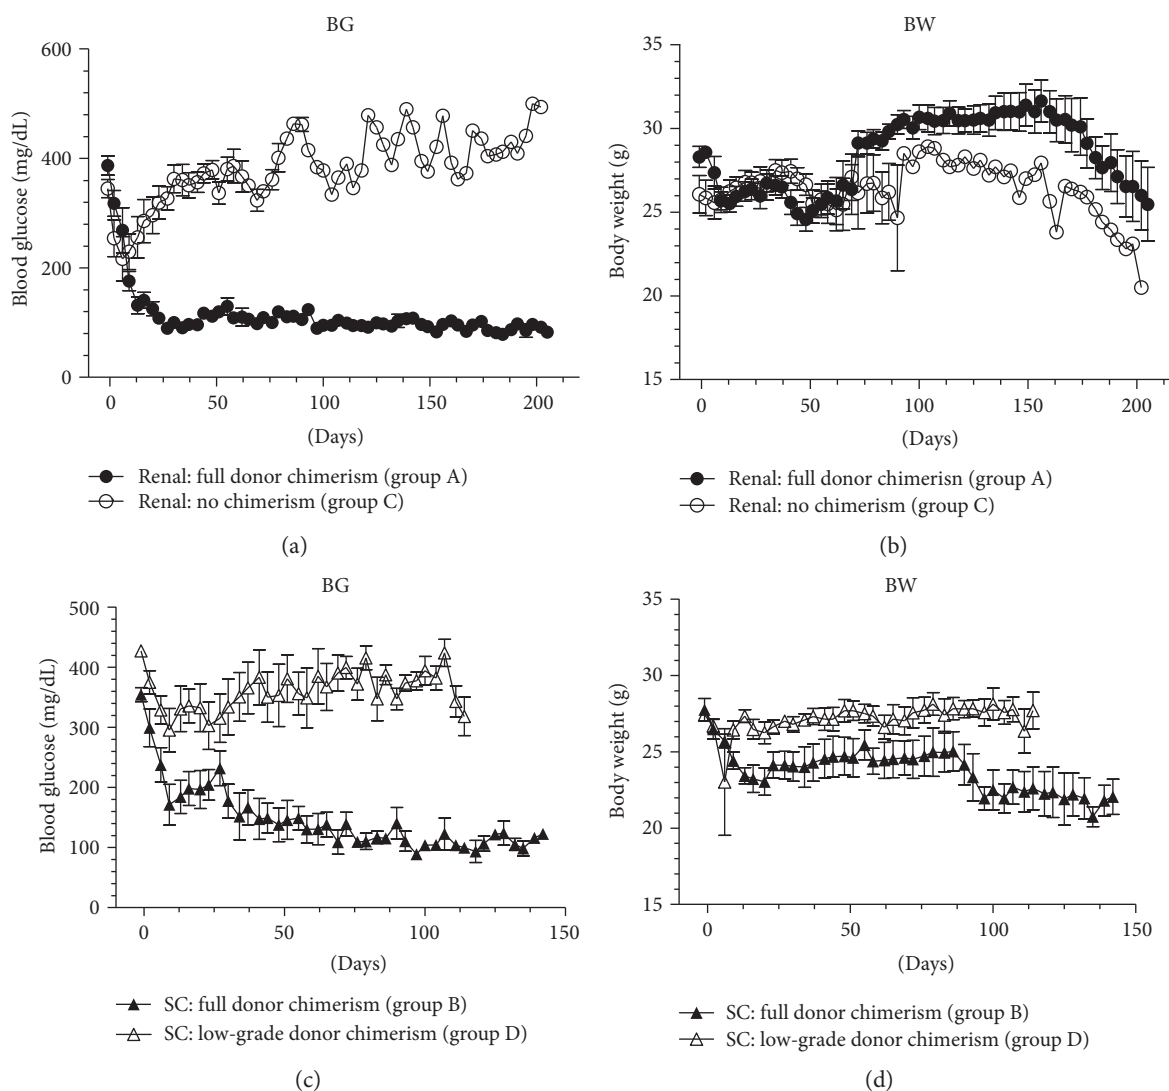 BG
600
400
200
0
Blood glucose (mg/dL)
0 50 100 150 200
(Days)
Renal: full donor chimerism (group A)
Renal: no chimerism (group C)
(a)
BW
35
30
25
20
15
Body weight (g)
0 50 100 150 200
(Days)
Renal: full donor chimerisn (group A)
Renal: no chimerism (group C)
(b)
BG
500
400
300
200
100
0
Blood glucose (mg/dL)
0 50 100 150
(Days)
SC: full donor chimerism (group B)
SC: low-grade donor chimerism (group D)
(c)
BW
35
30
25
20
15
Body weight (g)
0 50 100 150
(Days)
SC: full donor chimerism (group B)
SC: low-grade donor chimerism (group D)
(d)